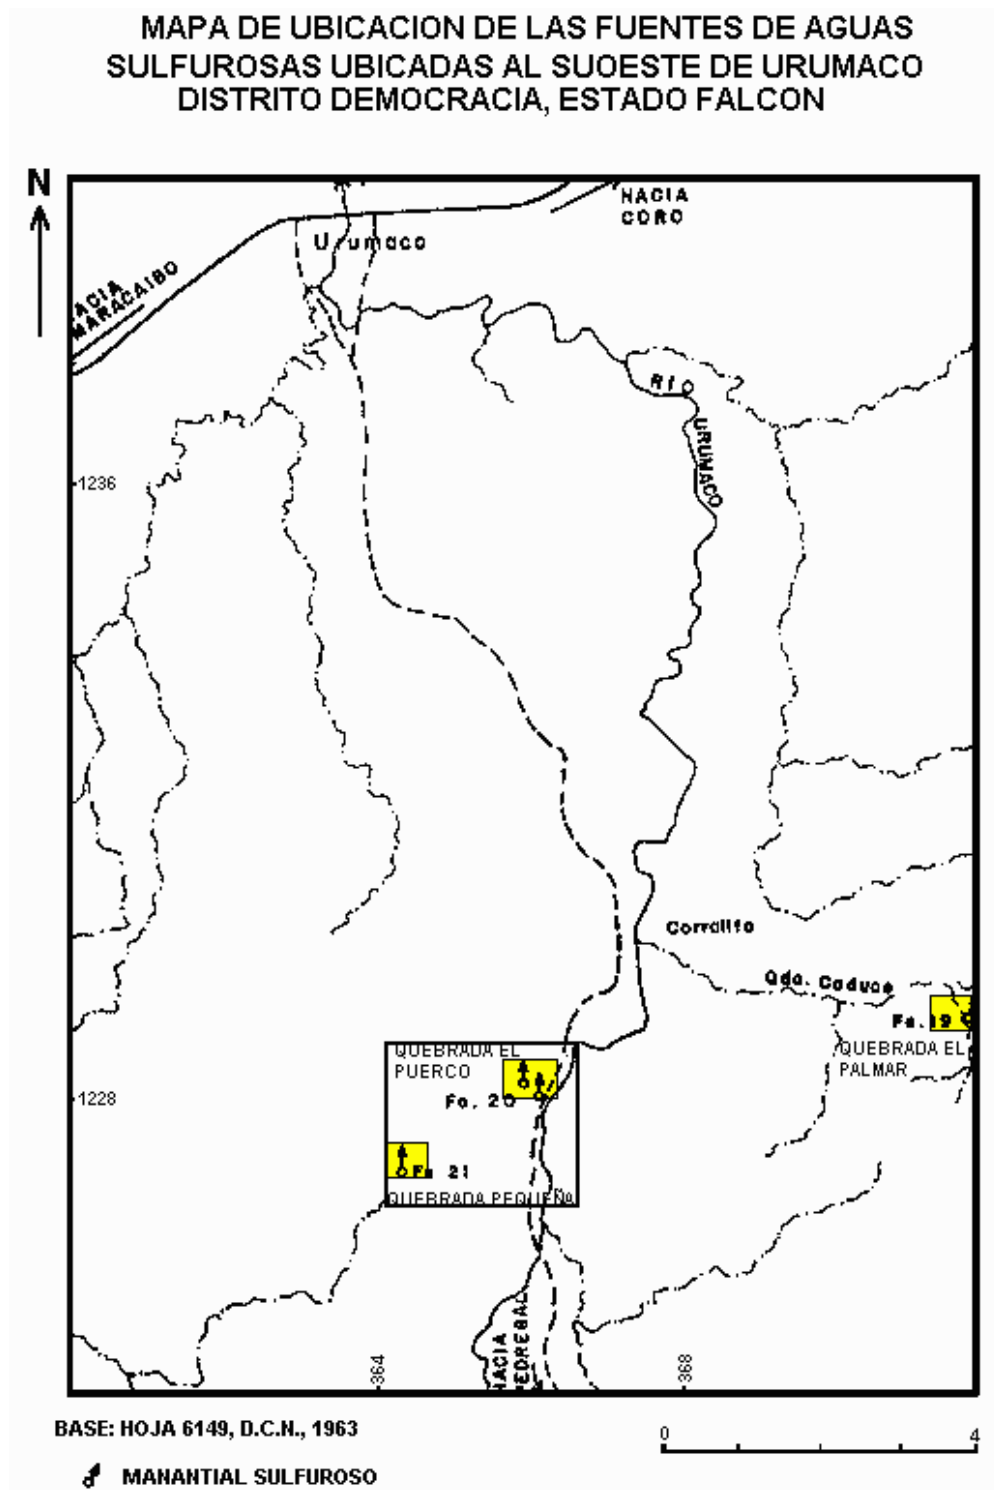 MAPA DE UBICACION DE LAS FUENTES DE AGUAS
SULFUROSAS UBICADAS AL SUOESTE DE URUMACO
DISTRITO DEMOCRACIA, ESTADO FALCON
N
HACIA
CORO
Urumaco
ACIA
MARACAIBO
RIO
URUMACO
1236
Corralito
Qda. Caduce
Fa. 19
QUEBRADA EL
PALMAR
QUEBRADA EL
PUERCO
Fa. 20
1228
Fa 21
QUEBRADA PEQUEÑA
HACIA
PEDREGAL
364
368
BASE: HOJA 6149, D.C.N., 1963
0 4
MANANTIAL SULFUROSO